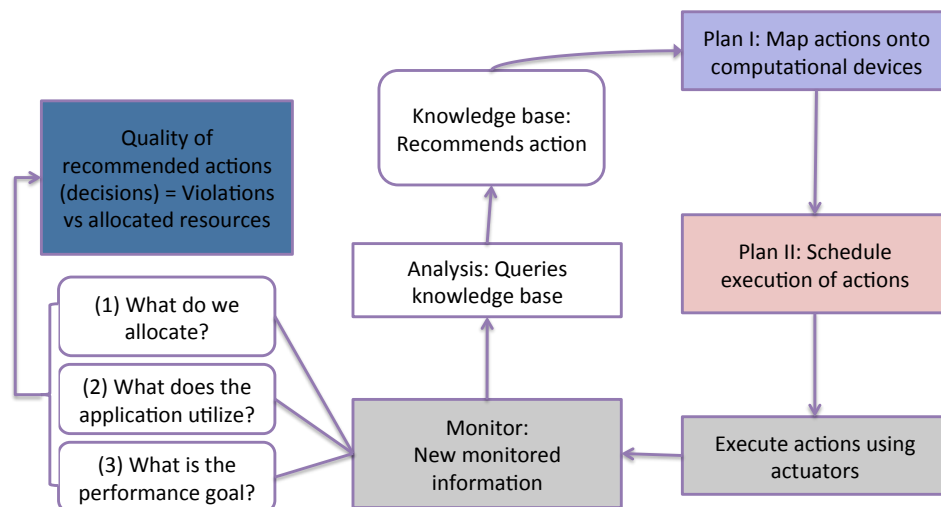 Plan I: Map actions onto
computational devices
Knowledge base:
Recommends action
Quality of
recommended actions
(decisions) = Violations
vs allocated resources
Plan II: Schedule
execution of actions
Analysis: Queries
knowledge base
(1) What do we
allocate?
(2) What does the
application utilize?
(3) What is the
performance goal?
Monitor:
New monitored
information
Execute actions using
actuators